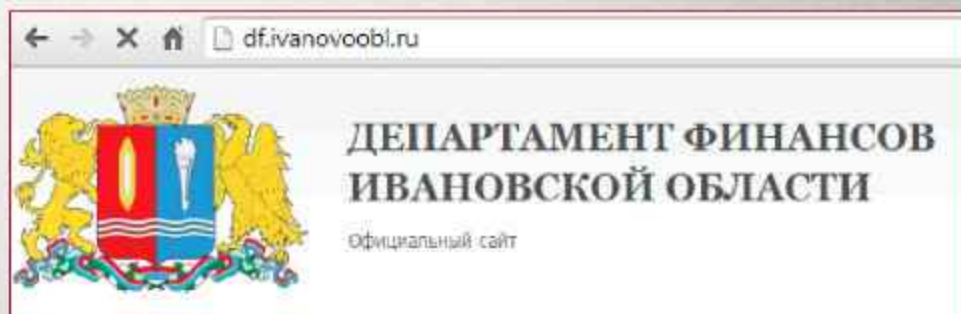 df.ivanovoobl.ru
ДЕПАРТАМЕНТ ФИНАНСОВ
ИВАНОВСКОЙ ОБЛАСТИ
Официальный сайт